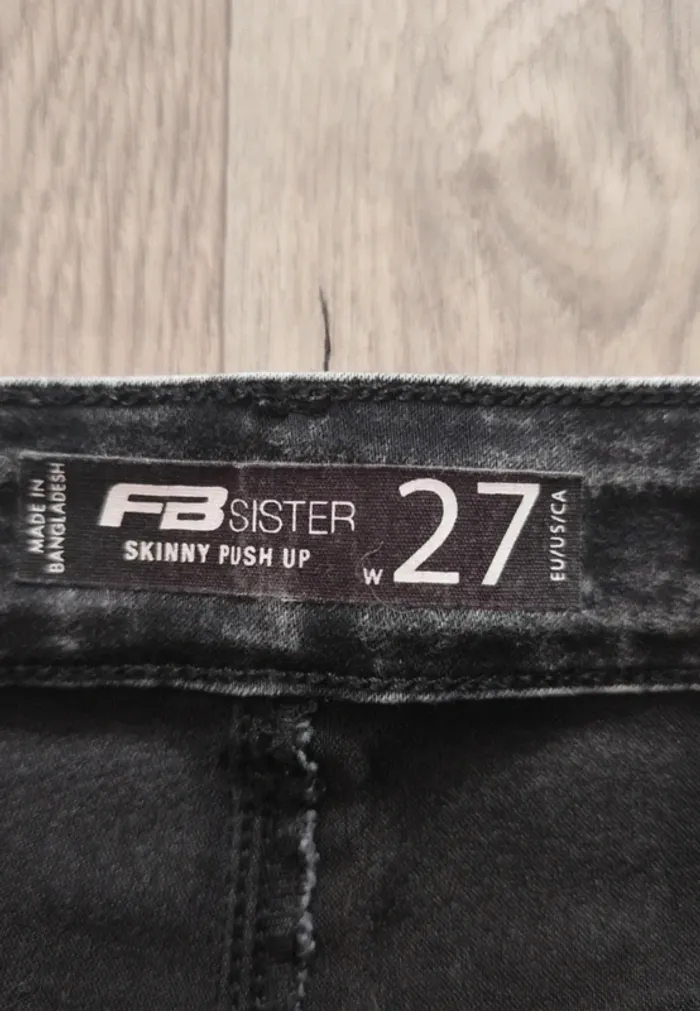 MADE IN
BANGLADESH
FB SISTER
SKINNY PUSH UP
W 27
EU/US/CA